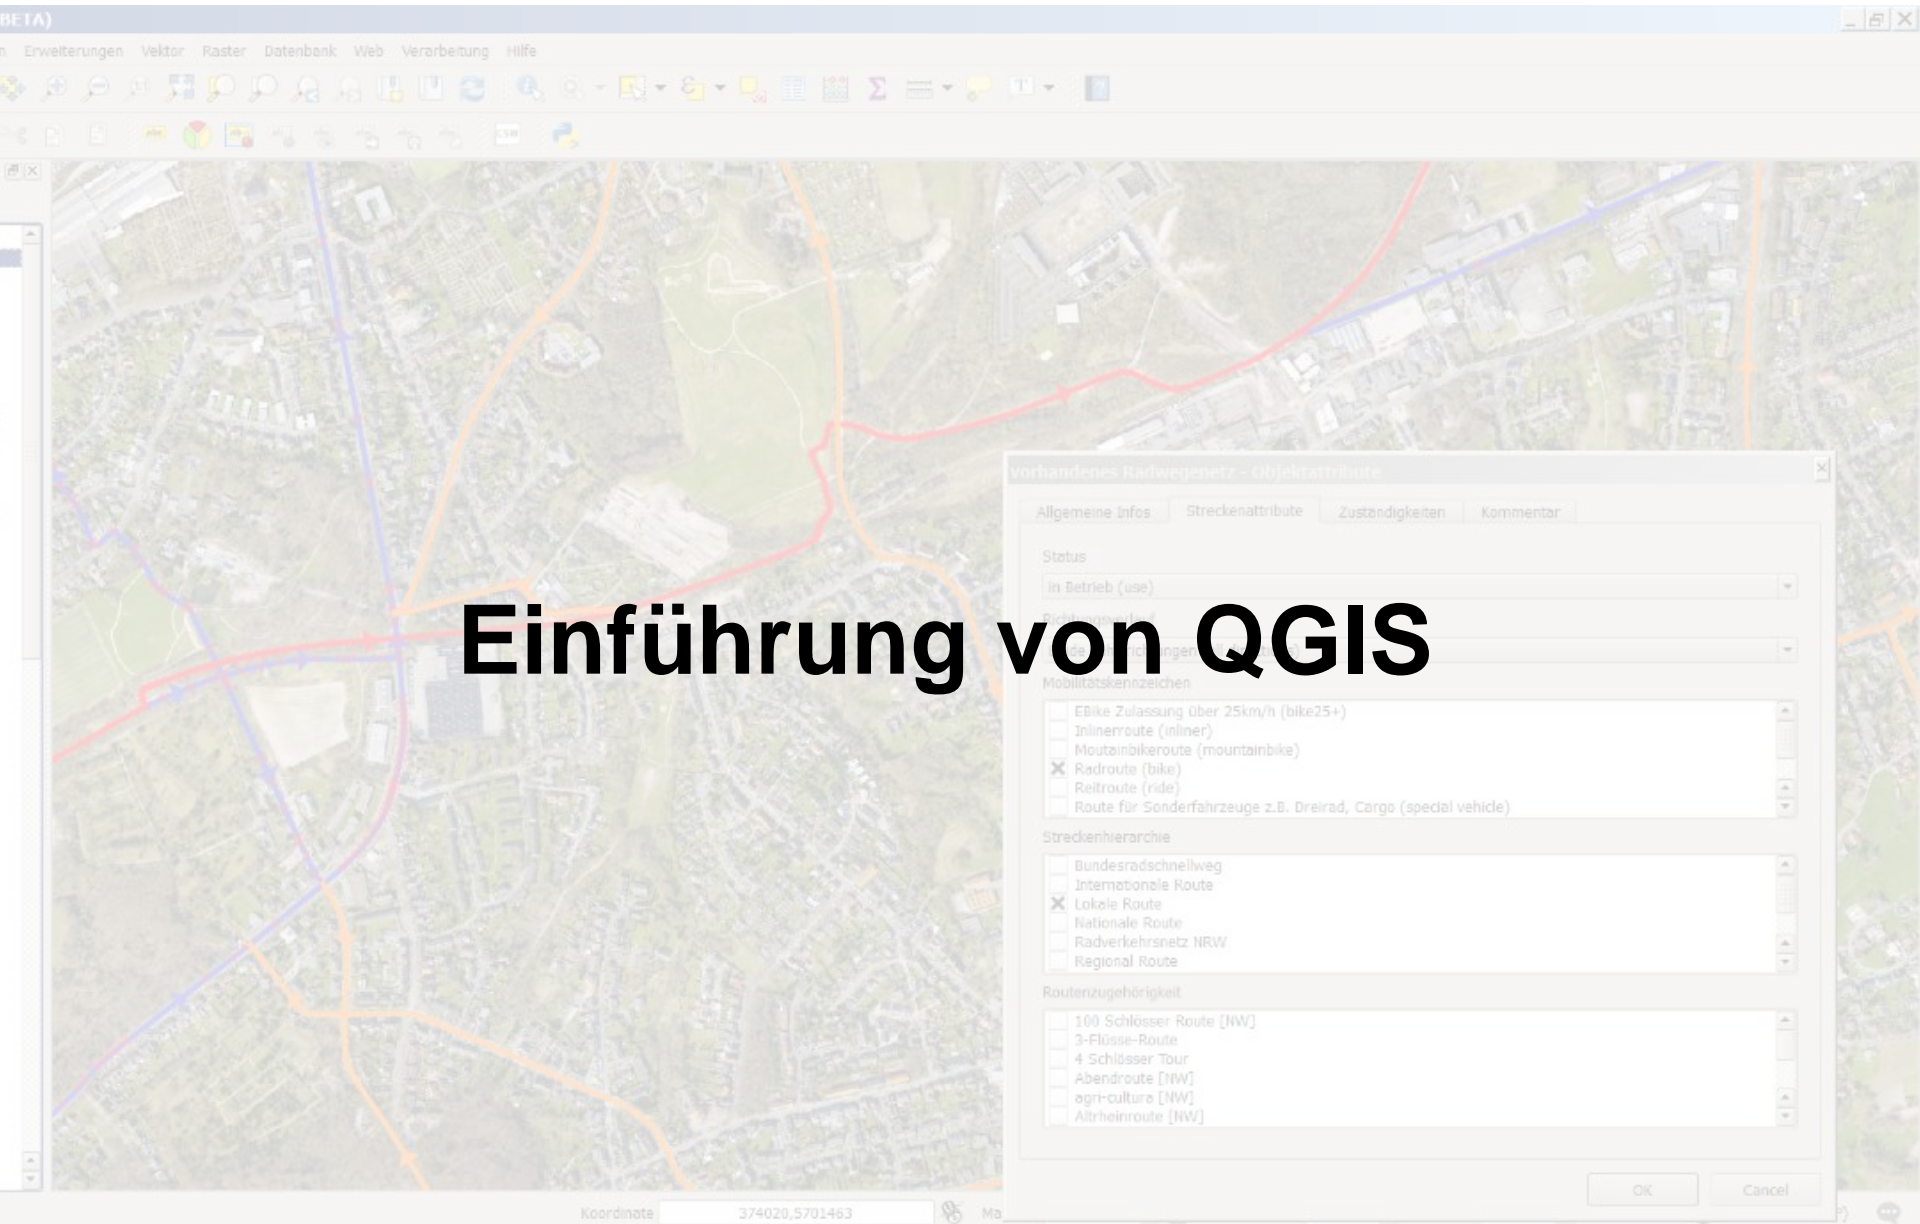 BETA)
Erweiterungen Vektor Raster Datenbank Web Verarbeitung Hilfe
CSW
vorhandenes Radwegenetz - Objektattribute
Allgemeine Infos Streckenattribute Zuständigkeiten Kommentar
Status
in Betrieb (use)
Einführung von QGIS
Mobilitätskennzeichen
EBike Zulassung über 25km/h (bike25+)
Inlinerroute (inliner)
Moutainbikeroute (mountainbike)
Radroute (bike)
Reitroute (ride)
Route für Sonderfahrzeuge z.B. Dreirad, Cargo (special vehicle)
Streckenhierarchie
Bundesradschnellweg
Internationale Route
Lokale Route
Nationale Route
Radverkehrsnetz NRW
Regional Route
Routenzugehörigkeit
100 Schlösser Route [NW]
3-Flüsse-Route
4 Schlösser Tour
Abendroute [NW]
agri-cultura [NW]
Altrheinroute [NW]
OK Cancel
Koordinate 374020,5701463 Ma